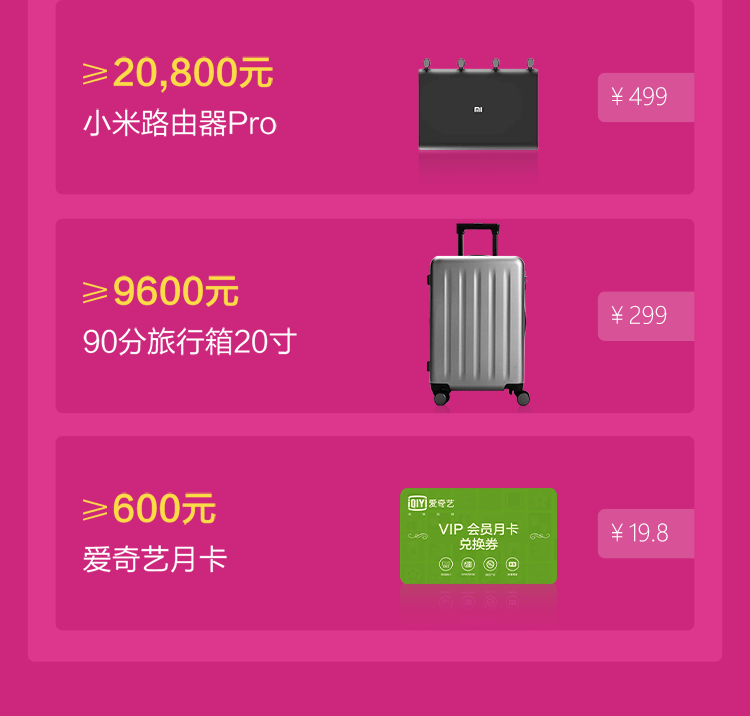 ≥20,800元
小米路由器Pro
MI
¥499
≥9600元
90分旅行箱20寸
¥299
≥600元
爱奇艺月卡
iQIYI 爱奇艺
VIP 会员月卡
兑换券
¥19.8